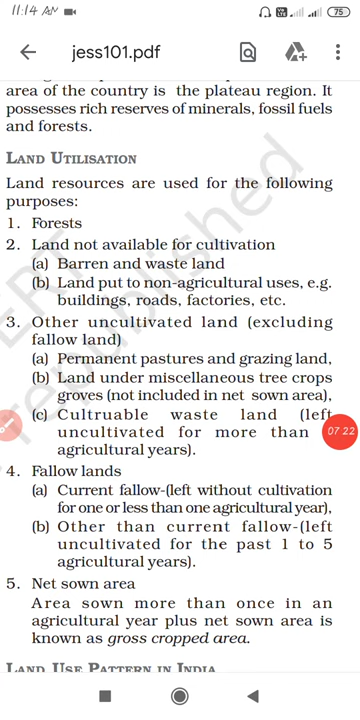 11:14 AM
75
jess101.pdf
area of the country is the plateau region. It
possesses rich reserves of minerals, fossil fuels
and forests.
LAND UTILISATION
Land resources are used for the following
purposes:
1. Forests
2. Land not available for cultivation
(a) Barren and waste land
(b) Land put to non-agricultural uses, e.g.
buildings, roads, factories, etc.
3. Other uncultivated land (excluding
fallow land)
(a) Permanent pastures and grazing land,
(b) Land under miscellaneous tree crops
groves (not included in net sown area),
(c) Cultruable waste land (left
uncultivated for more than
07:22
agricultural years).
4. Fallow lands
(a) Current fallow-(left without cultivation
for one or less than one agricultural year),
(b) Other than current fallow-(left
uncultivated for the past 1 to 5
agricultural years).
5. Net sown area
Area sown more than once in an
agricultural year plus net sown area is
known as gross cropped area.
LAND USE PATTERN IN INDIA
republished